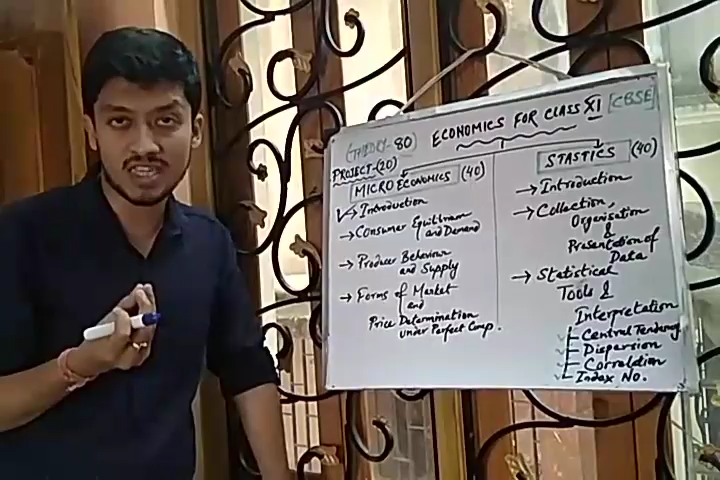 ECONOMICS FOR CLASS XI [CBSE]
(THEORY-80)
PROJECT-(20)
MICROECONOMICS (40)
→ Introduction
→ Consumer Equilibrium
and Demand
→ Producer Behaviour
and Supply
→ Forms of Market
and
Price Determination
under Perfect Comp.
STASTICS (40)
→ Introduction
→ Collection,
Organisation
&
Presentation of
Data
→ Statistical
Tools &
Interpretation
Central Tendency
Dispersion
Correlation
Index No.